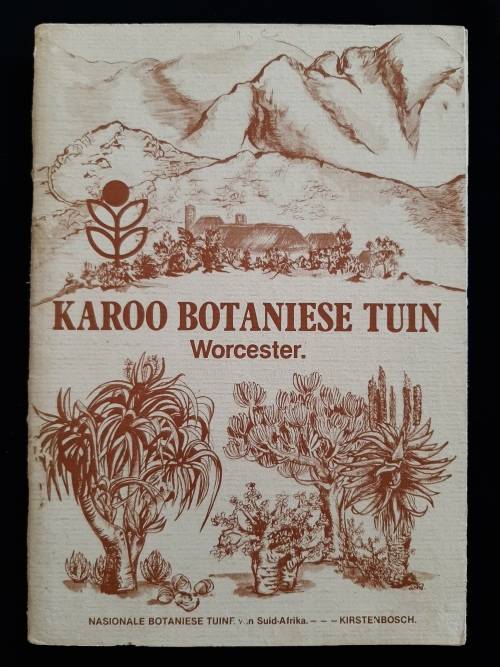 KAROO BOTANIESE TUIN
Worcester.
NASIONALE BOTANIESE TUINE van Suid-Afrika. – – – KIRSTENBOSCH.